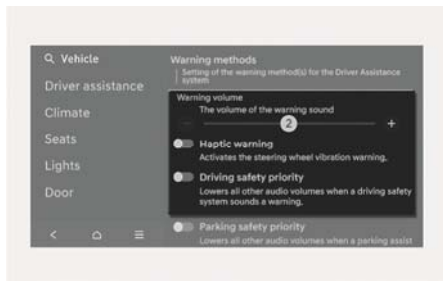 Vehicle
Driver assistance
Climate
Seats
Lights
Door
Warning methods
Setting of the warning method(s) for the Driver Assistance
system
Warning volume
The volume of the warning sound
2
Haptic warning
Activates the steering wheel vibration warning,
Driving safety priority
Lowers all other audio volumes when a driving safety
system sounds a warning,
Parking safety priority
Lowers all other audio volumes when a parking assist